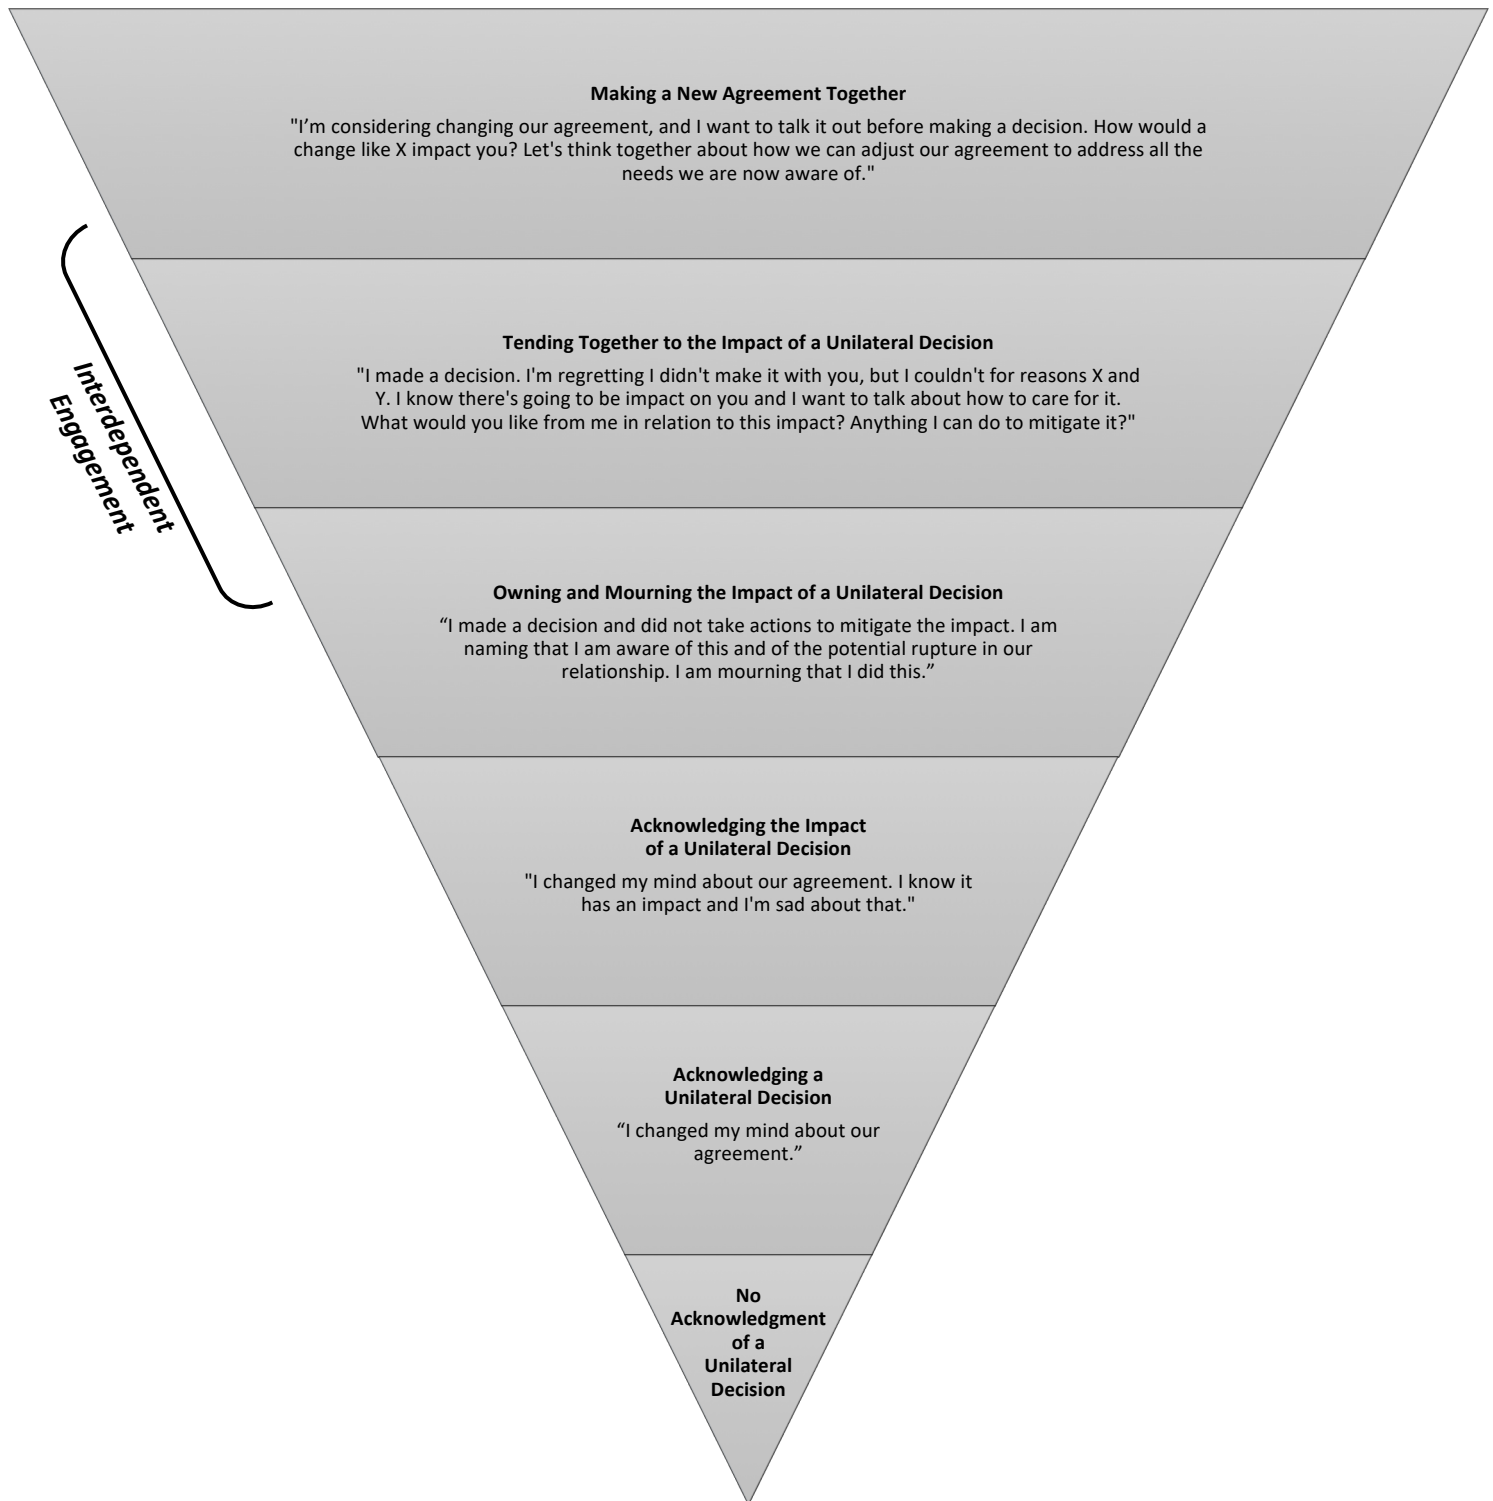 Making a New Agreement Together
"I’m considering changing our agreement, and I want to talk it out before making a decision. How would a
change like X impact you? Let's think together about how we can adjust our agreement to address all the
needs we are now aware of."
Interdependent
Engagement
Tending Together to the Impact of a Unilateral Decision
"I made a decision. I'm regretting I didn't make it with you, but I couldn't for reasons X and
Y. I know there's going to be impact on you and I want to talk about how to care for it.
What would you like from me in relation to this impact? Anything I can do to mitigate it?"
Owning and Mourning the Impact of a Unilateral Decision
“I made a decision and did not take actions to mitigate the impact. I am
naming that I am aware of this and of the potential rupture in our
relationship. I am mourning that I did this.”
Acknowledging the Impact
of a Unilateral Decision
"I changed my mind about our agreement. I know it
has an impact and I'm sad about that."
Acknowledging a
Unilateral Decision
“I changed my mind about our
agreement.”
No
Acknowledgment
of a
Unilateral
Decision